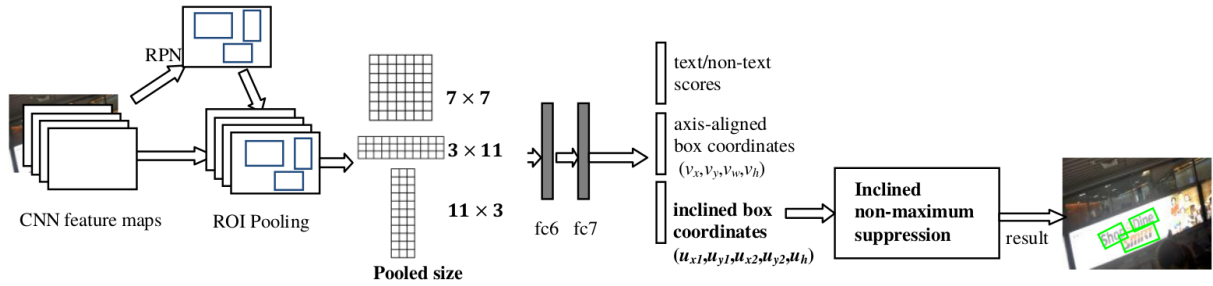 RPN
CNN feature maps
ROI Pooling
7 × 7
3 × 11
11 × 3
Pooled size
fc6
fc7
text/non-text
scores
axis-aligned
box coordinates
(vx,vy,vw,vh)
inclined box
coordinates
(ux1,uy1,ux2,uy2,uh)
Inclined
non-maximum
suppression
result
Shop Dine